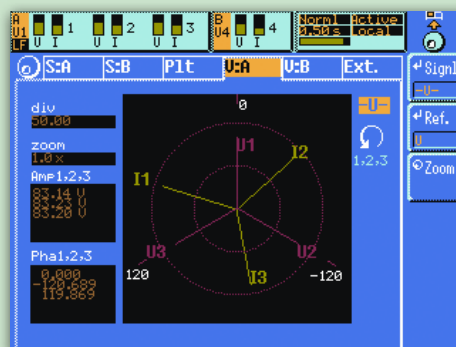 A
U1
LF
U I 1
U I 2
U I 3
B
U4
U I 4
Norml Active
0.50 s Local
S:A S:B Plt V:A V:B Ext.
Signl
-U-
Ref.
U
Zoom
div
50.00
zoom
1.0 x
Amp1,2,3
83.14 V
83.23 V
83.20 V
Pha1,2,3
0.000
-120.689
119.869
0
-U-
1,2,3
U1
I2
I1
U3
U2
I3
120
-120